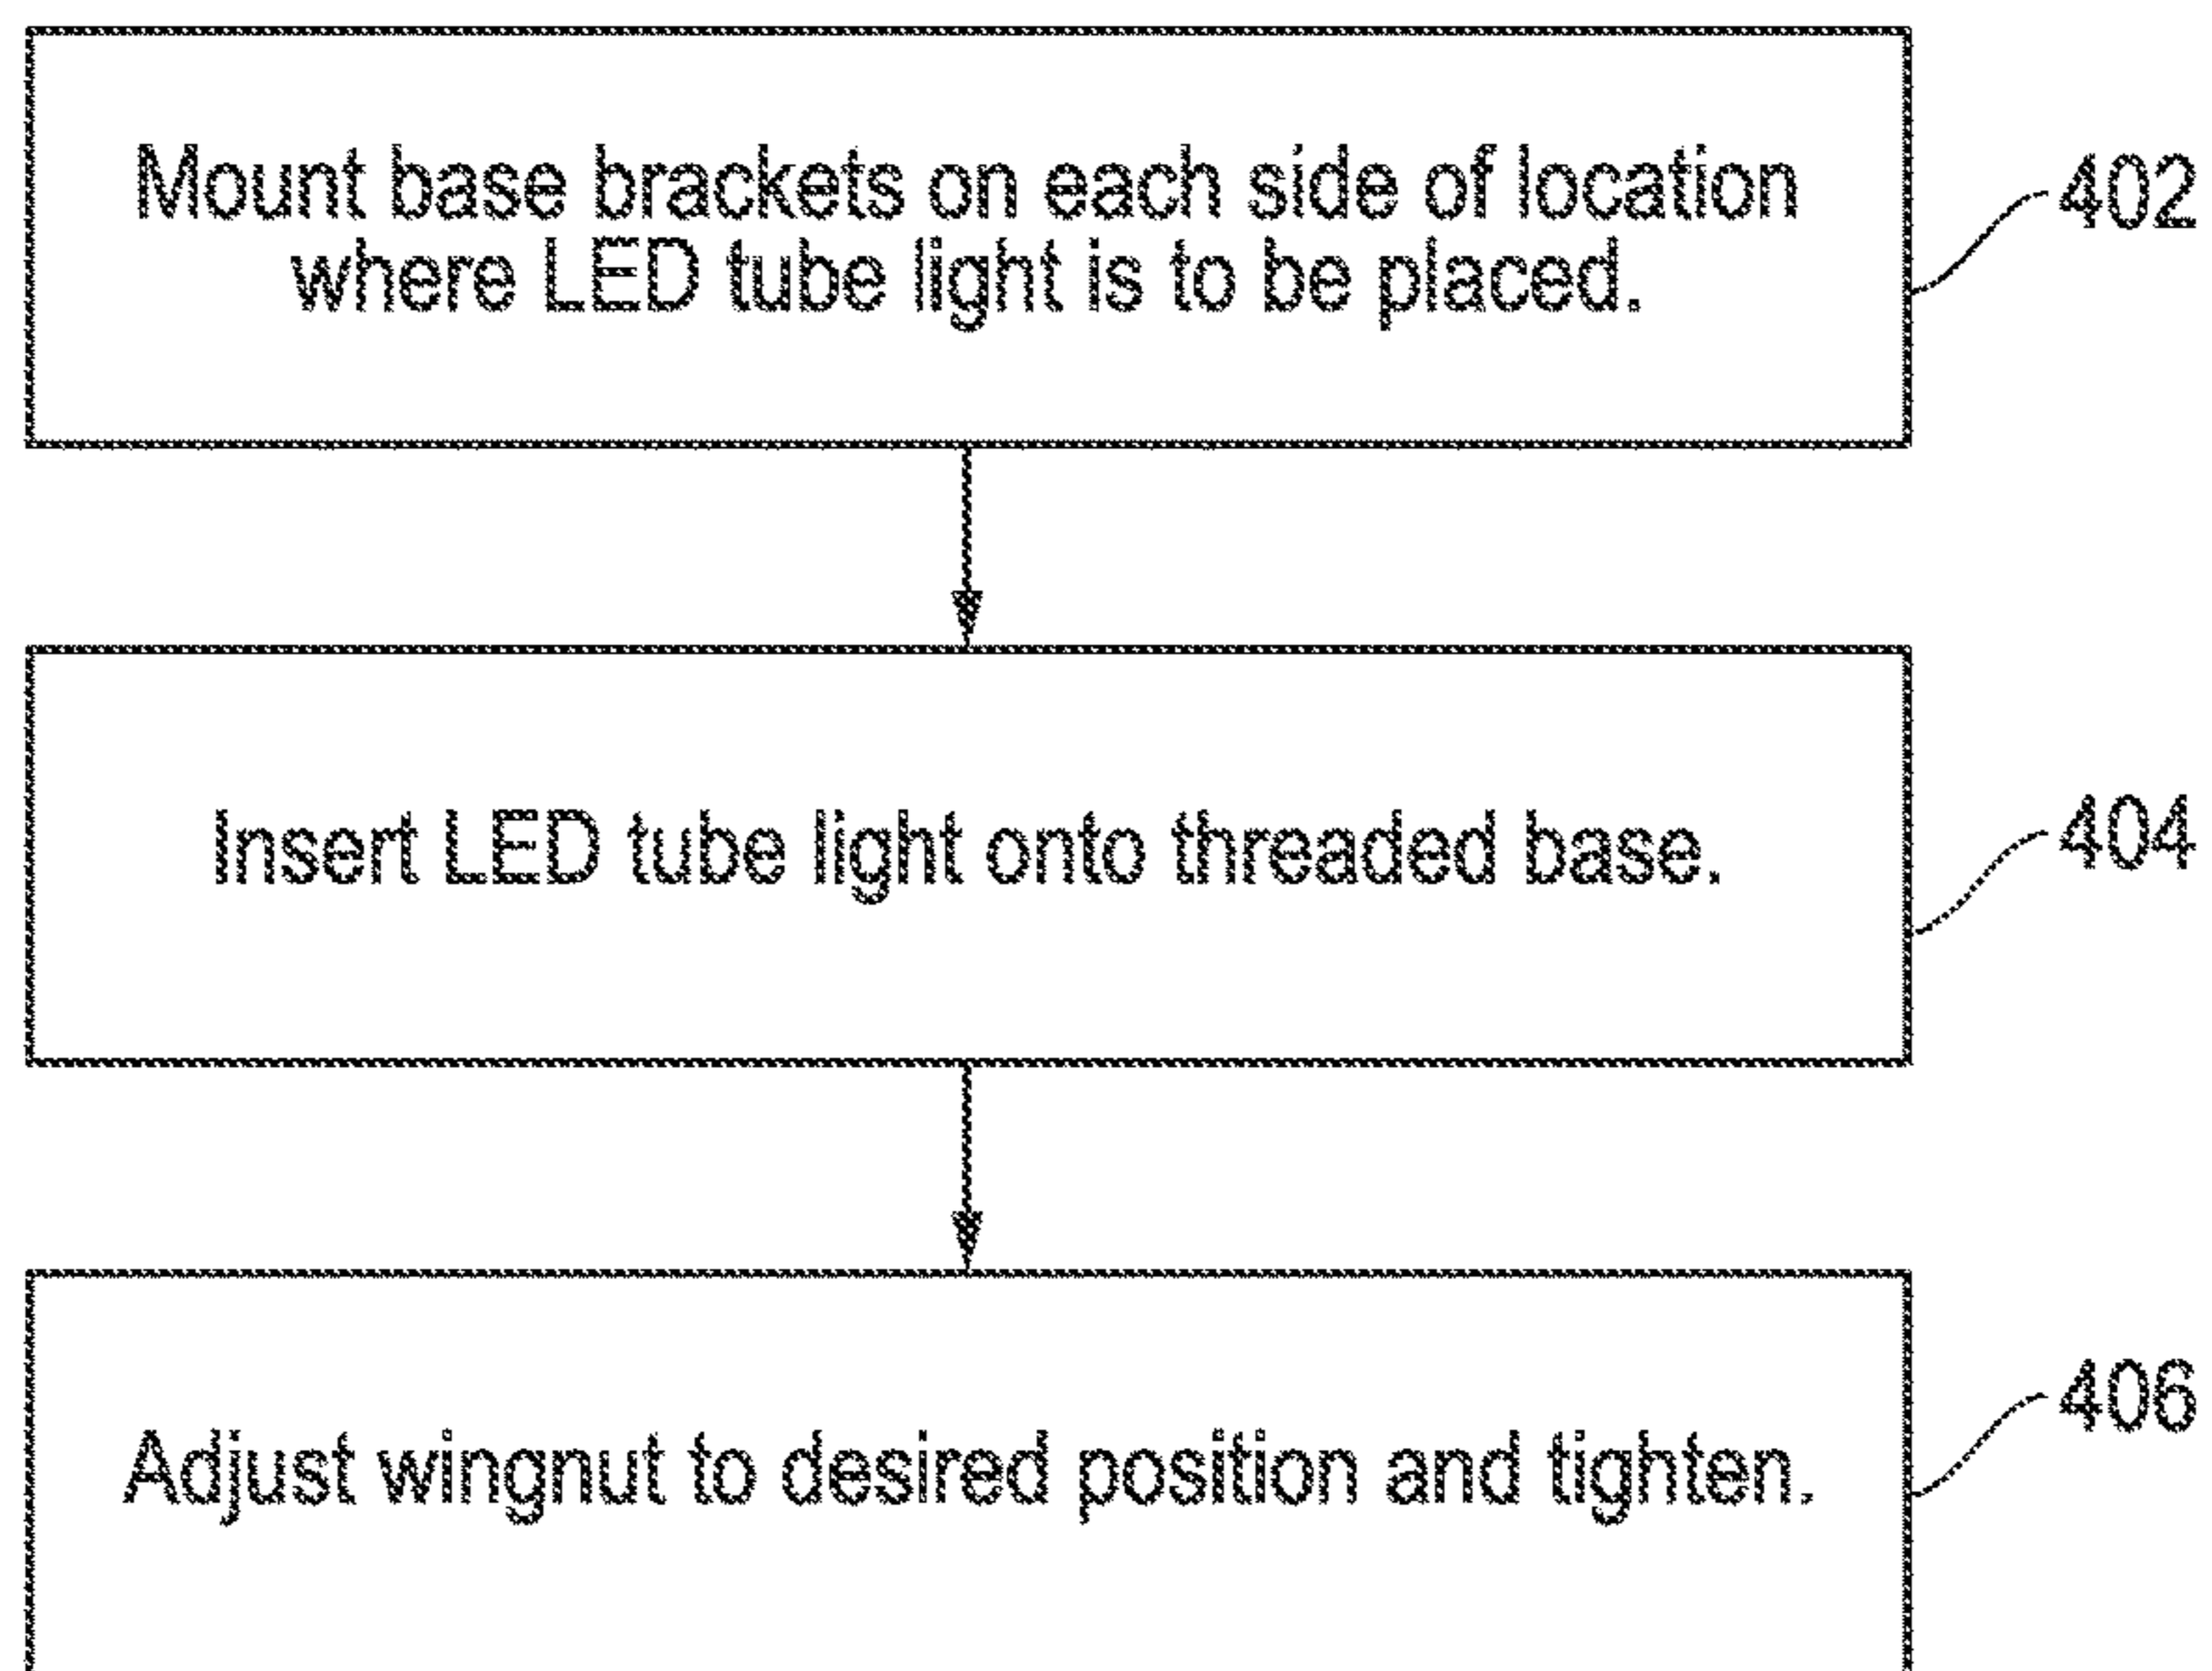 Mount base brackets on each side of location
where LED tube light is to be placed.
402
Insert LED tube light onto threaded base.
404
Adjust wingnut to desired position and tighten.
406